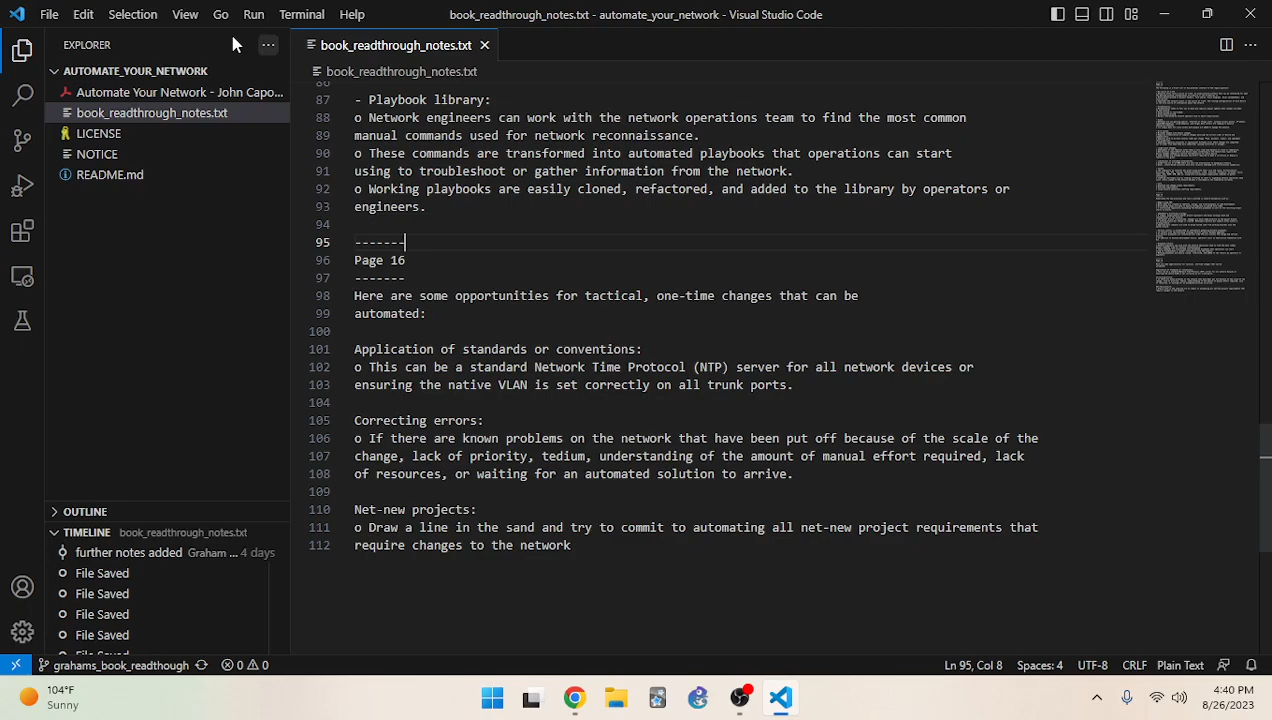 File Edit Selection View Go Run Terminal Help
book_readthrough_notes.txt - automate_your_network - Visual Studio Code
EXPLORER
AUTOMATE_YOUR_NETWORK
Automate Your Network - John Capo...
book_readthrough_notes.txt
LICENSE
NOTICE
README.md
OUTLINE
TIMELINE book_readthrough_notes.txt
further notes added Graham ... 4 days
File Saved
File Saved
File Saved
File Saved
book_readthrough_notes.txt
book_readthrough_notes.txt
86
87 - Playbook library:
88 o Network engineers can work with the network operations team to find the most common
89 manual commands used for network reconnaissance.
90 o These commands are transformed into automated playbooks that operations can start
91 using to troubleshoot or gather information from the network.
92 o Working playbooks are easily cloned, refactored, and added to the library by operators or
93 engineers.
94
95 -------
96 Page 16
97 -------
98 Here are some opportunities for tactical, one-time changes that can be
99 automated:
100
101 Application of standards or conventions:
102 o This can be a standard Network Time Protocol (NTP) server for all network devices or
103 ensuring the native VLAN is set correctly on all trunk ports.
104
105 Correcting errors:
106 o If there are known problems on the network that have been put off because of the scale of the
107 change, lack of priority, tedium, understanding of the amount of manual effort required, lack
108 of resources, or waiting for an automated solution to arrive.
109
110 Net-new projects:
111 o Draw a line in the sand and try to commit to automating all net-new project requirements that
112 require changes to the network
grahams_book_readthough 0 0
Ln 95, Col 8 Spaces: 4 UTF-8 CRLF Plain Text
104°F
Sunny
4:40 PM
8/26/2023